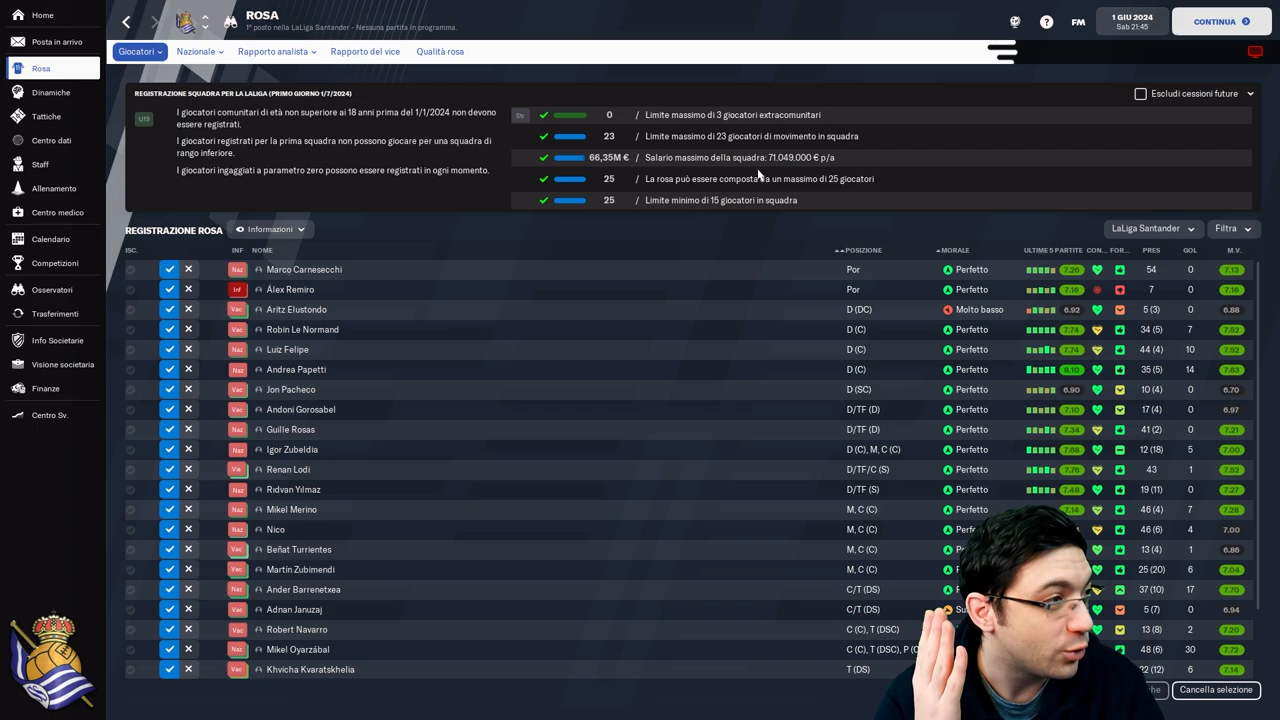 Home
Posta in arrivo
Rosa
Dinamiche
Tattiche
Centro dati
Staff
Allenamento
Centro medico
Calendario
Competizioni
Osservatori
Trasferimenti
Info Societarie
Visione societaria
Finanze
Centro Sv.
ROSA
1° posto nella LaLiga Santander - Nessuna partita in programma.
FM
1 GIU 2024
Sab 21:45
CONTINUA
Giocatori
Nazionale
Rapporto analista
Rapporto del vice
Qualità rosa
REGISTRAZIONE SQUADRA PER LA LALIGA (PRIMO GIORNO 1/7/2024)
Escludi cessioni future
U19
I giocatori comunitari di età non superiore ai 18 anni prima del 1/1/2024 non devono
essere registrati.
I giocatori registrati per la prima squadra non possono giocare per una squadra di
rango inferiore.
I giocatori ingaggiati a parametro zero possono essere registrati in ogni momento.
Str 0 / Limite massimo di 3 giocatori extracomunitari
23 / Limite massimo di 23 giocatori di movimento in squadra
66,35M € / Salario massimo della squadra: 71.049.000 € p/a
25 / La rosa può essere composta da un massimo di 25 giocatori
25 / Limite minimo di 15 giocatori in squadra
REGISTRAZIONE ROSA
Informazioni
LaLiga Santander
Filtra
ISC. INF NOME POSIZIONE MORALE ULTIME 5 PARTITE CON... FOR... PRES GOL M.V.
Naz Marco Carnesecchi Por Perfetto 7.26 54 0 7.13
Inf Álex Remiro Por Perfetto 7.16 7 0 7.16
Vac Aritz Elustondo D (DC) Molto basso 6.92 5 (3) 0 6.88
Vac Robin Le Normand D (C) Perfetto 7.74 34 (5) 7 7.52
Naz Luiz Felipe D (C) Perfetto 7.74 44 (4) 10 7.52
Naz Andrea Papetti D (C) Perfetto 8.10 35 (5) 14 7.63
Vac Jon Pacheco D (SC) Perfetto 6.90 10 (4) 0 6.70
Vac Andoni Gorosabel D/TF (D) Perfetto 7.10 17 (4) 0 6.97
Naz Guille Rosas D/TF (D) Perfetto 7.34 41 (2) 0 7.21
Naz Igor Zubeldia D (C), M, C (C) Perfetto 7.68 12 (18) 5 7.00
Via Renan Lodi D/TF/C (S) Perfetto 7.76 43 1 7.52
Naz Rıdvan Yılmaz D/TF (S) Perfetto 7.48 19 (11) 0 7.27
Naz Mikel Merino M, C (C) Perfetto 7.14 46 (4) 7 7.28
Naz Nico M, C (C) 46 (6) 4 7.00
Vac Beñat Turrientes M, C (C) 13 (4) 1 6.86
Vac Martín Zubimendi M, C (C) 25 (20) 6 7.04
Naz Ander Barrenetxea C/T (DS) 37 (10) 17 7.70
Vac Adnan Januzaj C/T (DS) 5 (7) 0 6.94
Vac Robert Navarro C (C), T (DSC) 13 (8) 2 7.20
Naz Mikel Oyarzábal C (C), T (DSC), P 48 (6) 30 7.72
Vac Khvicha Kvaratskhelia T (DS) 22 (12) 6 7.14
Cancella selezione